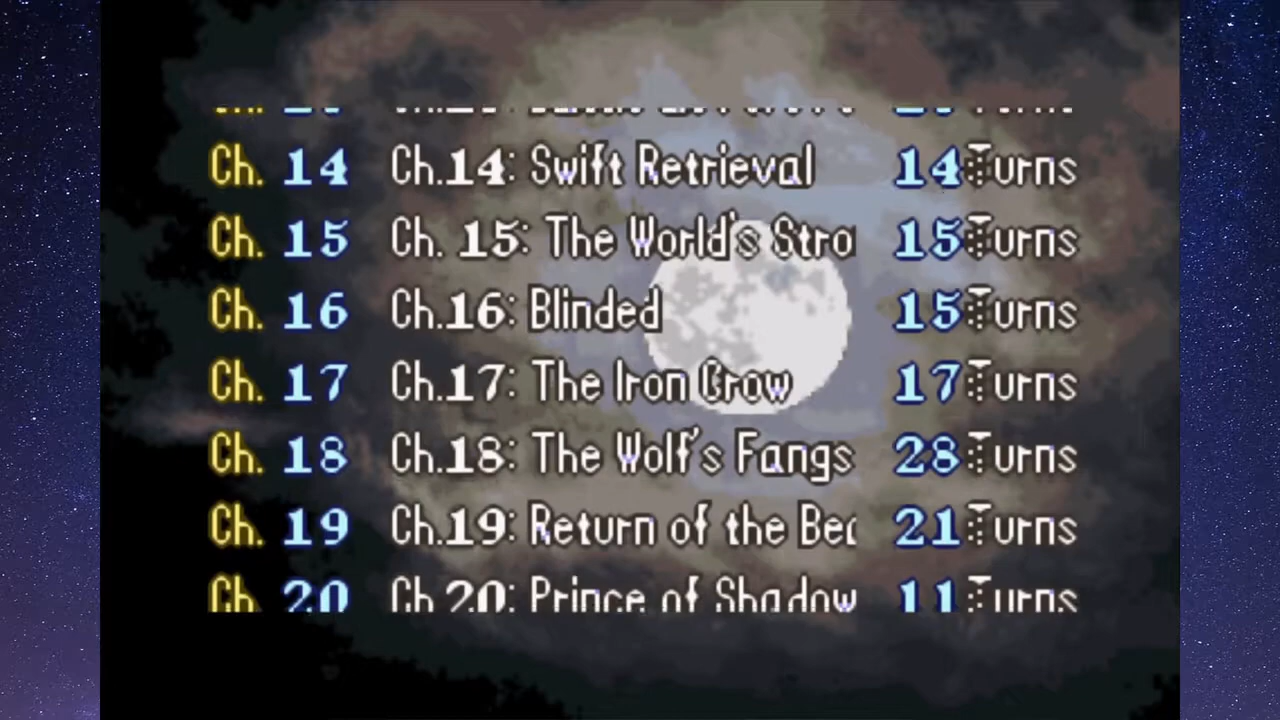 Ch. 14 Ch.14: Swift Retrieval 14 Turns
Ch. 15 Ch. 15: The World's Stro 15 Turns
Ch. 16 Ch.16: Blinded 15 Turns
Ch. 17 Ch.17: The Iron Crow 17 Turns
Ch. 18 Ch.18: The Wolf's Fangs 28 Turns
Ch. 19 Ch.19: Return of the Bea 21 Turns
Ch. 20 Ch 20: Prince of Shadow 11 Turns